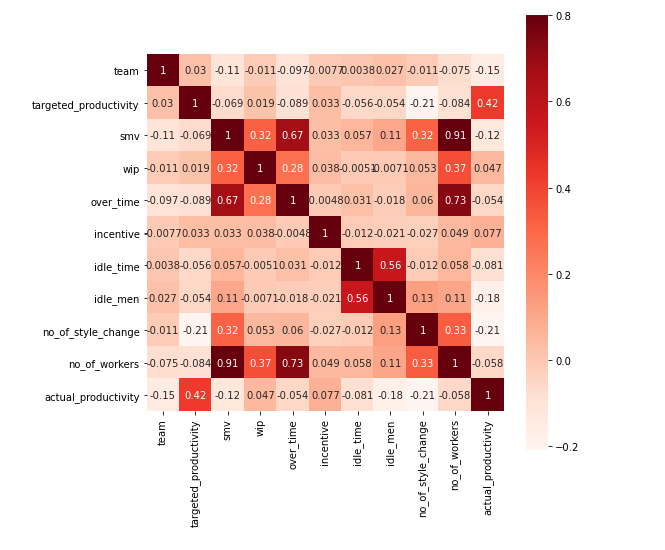 team 1 0.03 -0.11 -0.011 -0.097 -0.0077 0.0038 0.027 -0.011 -0.075 -0.15
targeted_productivity 0.03 1 -0.069 0.019 -0.089 0.033 -0.056 -0.054 -0.21 -0.084 0.42
smv -0.11 -0.069 1 0.32 0.67 0.033 0.057 0.11 0.32 0.91 -0.12
wip -0.011 0.019 0.32 1 0.28 0.038 -0.0051 -0.0071 0.053 0.37 0.047
over_time -0.097 -0.089 0.67 0.28 1 -0.0048 0.031 -0.018 0.06 0.73 -0.054
incentive -0.0077 0.033 0.033 0.038 -0.0048 1 -0.012 -0.021 -0.027 0.049 0.077
idle_time 0.0038 -0.056 0.057 -0.0051 0.031 -0.012 1 0.56 -0.012 0.058 -0.081
idle_men 0.027 -0.054 0.11 -0.0071 -0.018 -0.021 0.56 1 0.13 0.11 -0.18
no_of_style_change -0.011 -0.21 0.32 0.053 0.06 -0.027 -0.012 0.13 1 0.33 -0.21
no_of_workers -0.075 -0.084 0.91 0.37 0.73 0.049 0.058 0.11 0.33 1 -0.058
actual_productivity -0.15 0.42 -0.12 0.047 -0.054 0.077 -0.081 -0.18 -0.21 -0.058 1
team
targeted_productivity
smv
wip
over_time
incentive
idle_time
idle_men
no_of_style_change
no_of_workers
actual_productivity
0.8
0.6
0.4
0.2
0.0
−0.2